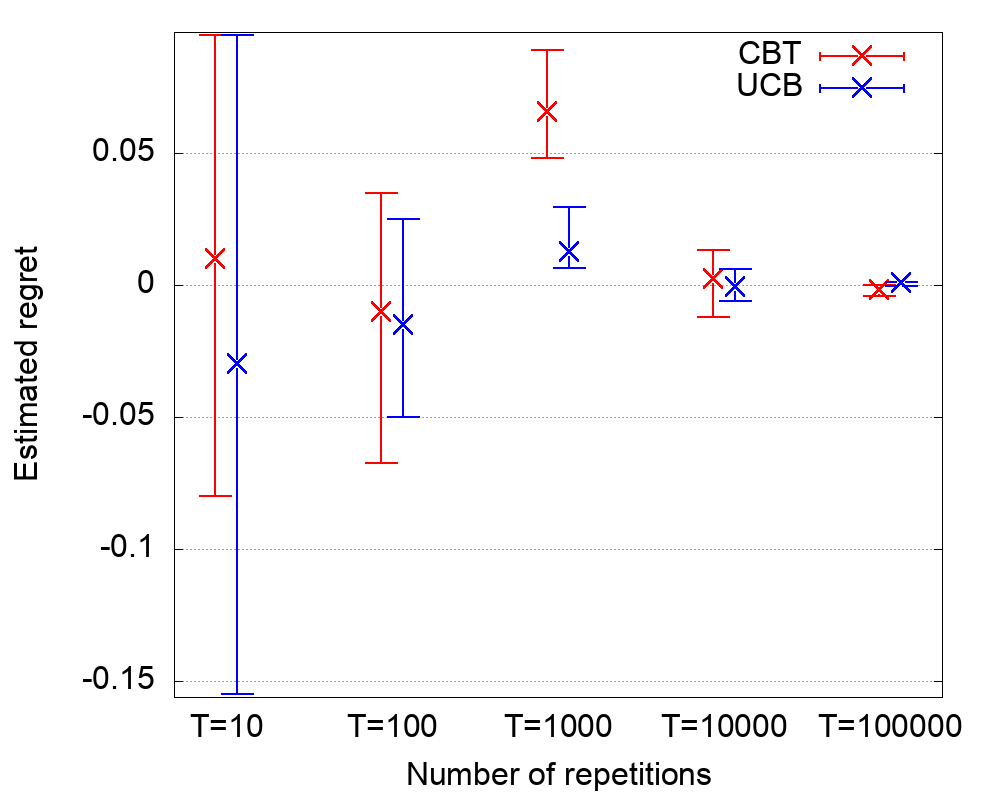 CBT
UCB
0.05
0
-0.05
-0.1
-0.15
Estimated regret
T=10 T=100 T=1000 T=10000 T=100000
Number of repetitions